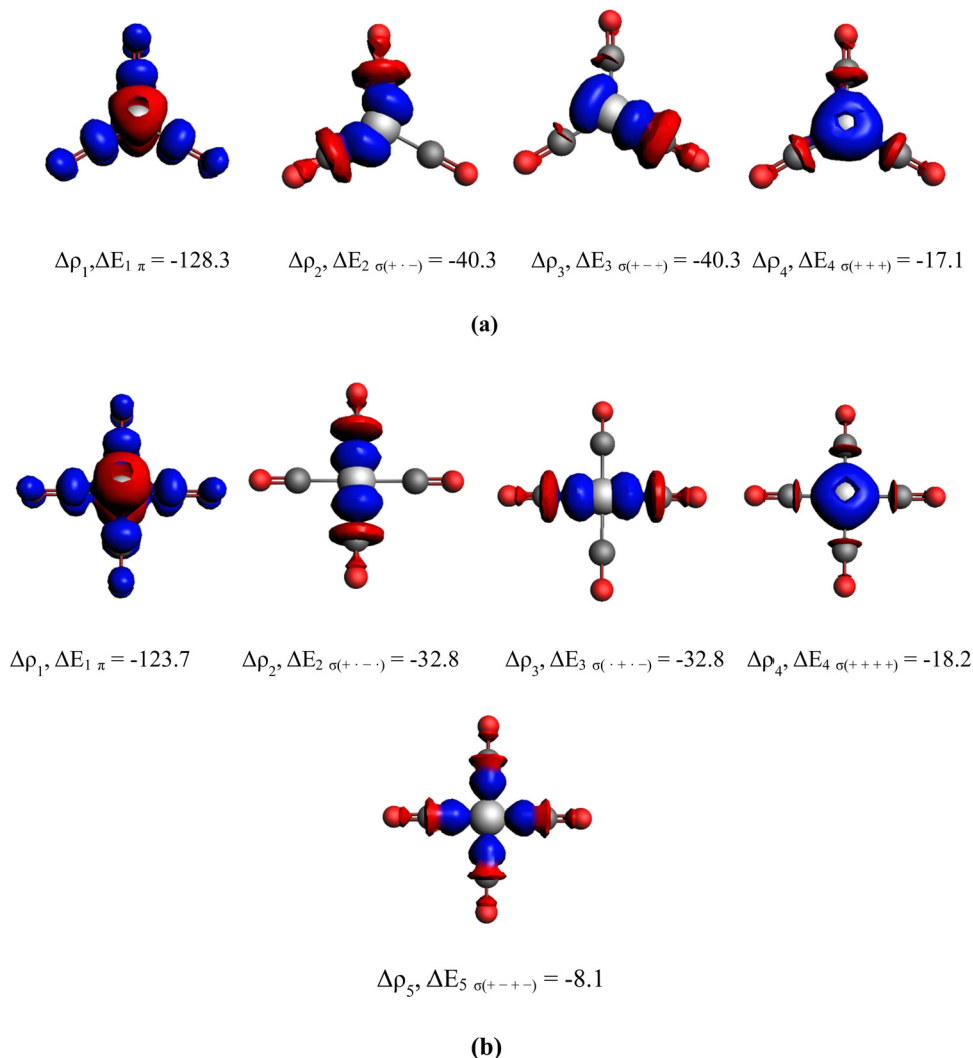 Δρ₁,ΔE₁ π = -128.3 Δρ₂, ΔE₂ σ(+ · −) = -40.3 Δρ₃, ΔE₃ σ(+ − +) = -40.3 Δρ₄, ΔE₄ σ(+ + +) = -17.1
(a)
Δρ₁, ΔE₁ π = -123.7 Δρ₂, ΔE₂ σ(+ · − ·) = -32.8 Δρ₃, ΔE₃ σ( · + · −) = -32.8 Δρ₄, ΔE₄ σ(+ + + +) = -18.2
Δρ₅, ΔE₅ σ(+ − + −) = -8.1
(b)